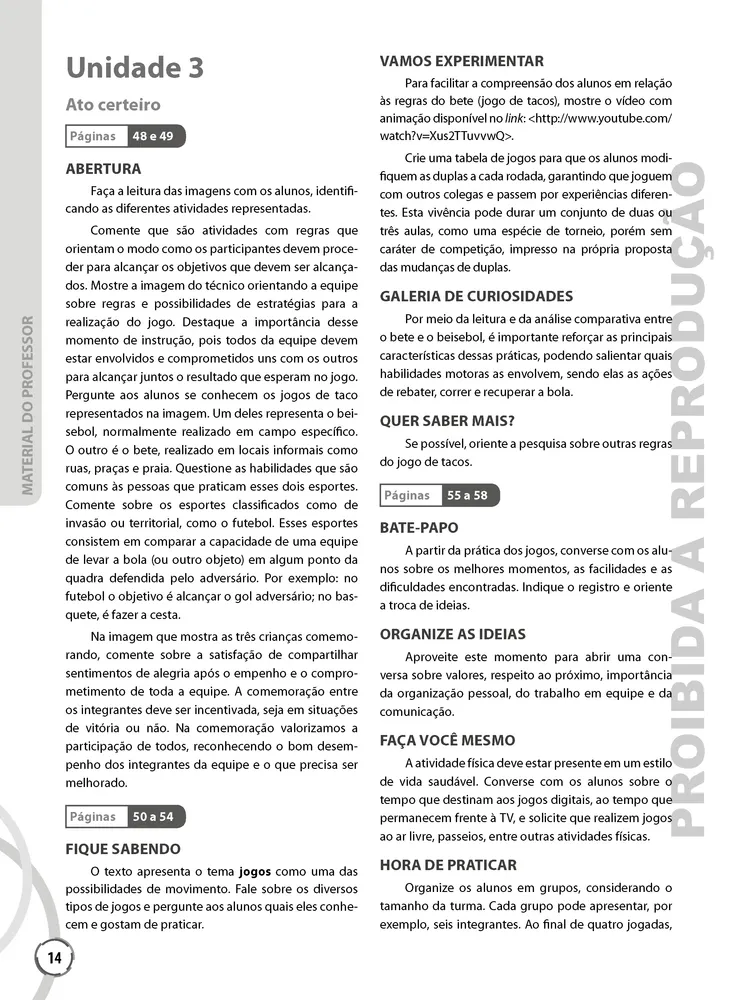 Unidade 3
Ato certeiro
Páginas 48 e 49
ABERTURA
Faça a leitura das imagens com os alunos, identifi-
cando as diferentes atividades representadas.
Comente que são atividades com regras que
orientam o modo como os participantes devem proce-
der para alcançar os objetivos que devem ser alcança-
dos. Mostre a imagem do técnico orientando a equipe
sobre regras e possibilidades de estratégias para a
realização do jogo. Destaque a importância desse
momento de instrução, pois todos da equipe devem
estar envolvidos e comprometidos uns com os outros
para alcançar juntos o resultado que esperam no jogo.
Pergunte aos alunos se conhecem os jogos de taco
representados na imagem. Um deles representa o bei-
sebol, normalmente realizado em campo específico.
O outro é o bete, realizado em locais informais como
ruas, praças e praia. Questione as habilidades que são
comuns às pessoas que praticam esses dois esportes.
Comente sobre os esportes classificados como de
invasão ou territorial, como o futebol. Esses esportes
consistem em comparar a capacidade de uma equipe
de levar a bola (ou outro objeto) em algum ponto da
quadra defendida pelo adversário. Por exemplo: no
futebol o objetivo é alcançar o gol adversário; no bas-
quete, é fazer a cesta.
Na imagem que mostra as três crianças comemo-
rando, comente sobre a satisfação de compartilhar
sentimentos de alegria após o empenho e o compro-
metimento de toda a equipe. A comemoração entre
os integrantes deve ser incentivada, seja em situações
de vitória ou não. Na comemoração valorizamos a
participação de todos, reconhecendo o bom desem-
penho dos integrantes da equipe e o que precisa ser
melhorado.
Páginas 50 a 54
FIQUE SABENDO
O texto apresenta o tema jogos como uma das
possibilidades de movimento. Fale sobre os diversos
tipos de jogos e pergunte aos alunos quais eles conhe-
cem e gostam de praticar.
VAMOS EXPERIMENTAR
Para facilitar a compreensão dos alunos em relação
às regras do bete (jogo de tacos), mostre o vídeo com
animação disponível no link: <http://www.youtube.com/
watch?v=Xus2TTuvvwQ>.
Crie uma tabela de jogos para que os alunos modi-
fiquem as duplas a cada rodada, garantindo que joguem
com outros colegas e passem por experiências diferen-
tes. Esta vivência pode durar um conjunto de duas ou
três aulas, como uma espécie de torneio, porém sem
caráter de competição, impresso na própria proposta
das mudanças de duplas.
GALERIA DE CURIOSIDADES
Por meio da leitura e da análise comparativa entre
o bete e o beisebol, é importante reforçar as principais
características dessas práticas, podendo salientar quais
habilidades motoras as envolvem, sendo elas as ações
de rebater, correr e recuperar a bola.
QUER SABER MAIS?
Se possível, oriente a pesquisa sobre outras regras
do jogo de tacos.
Páginas 55 a 58
BATE-PAPO
A partir da prática dos jogos, converse com os alu-
nos sobre os melhores momentos, as facilidades e as
dificuldades encontradas. Indique o registro e oriente
a troca de ideias.
ORGANIZE AS IDEIAS
Aproveite este momento para abrir uma con-
versa sobre valores, respeito ao próximo, importância
da organização pessoal, do trabalho em equipe e da
comunicação.
FAÇA VOCÊ MESMO
A atividade física deve estar presente em um estilo
de vida saudável. Converse com os alunos sobre o
tempo que destinam aos jogos digitais, ao tempo que
permanecem frente à TV, e solicite que realizem jogos
ao ar livre, passeios, entre outras atividades físicas.
HORA DE PRATICAR
Organize os alunos em grupos, considerando o
tamanho da turma. Cada grupo pode apresentar, por
exemplo, seis integrantes. Ao final de quatro jogadas,
MATERIAL DO PROFESSOR
PROIBIDA A REPRODUÇÃO
14